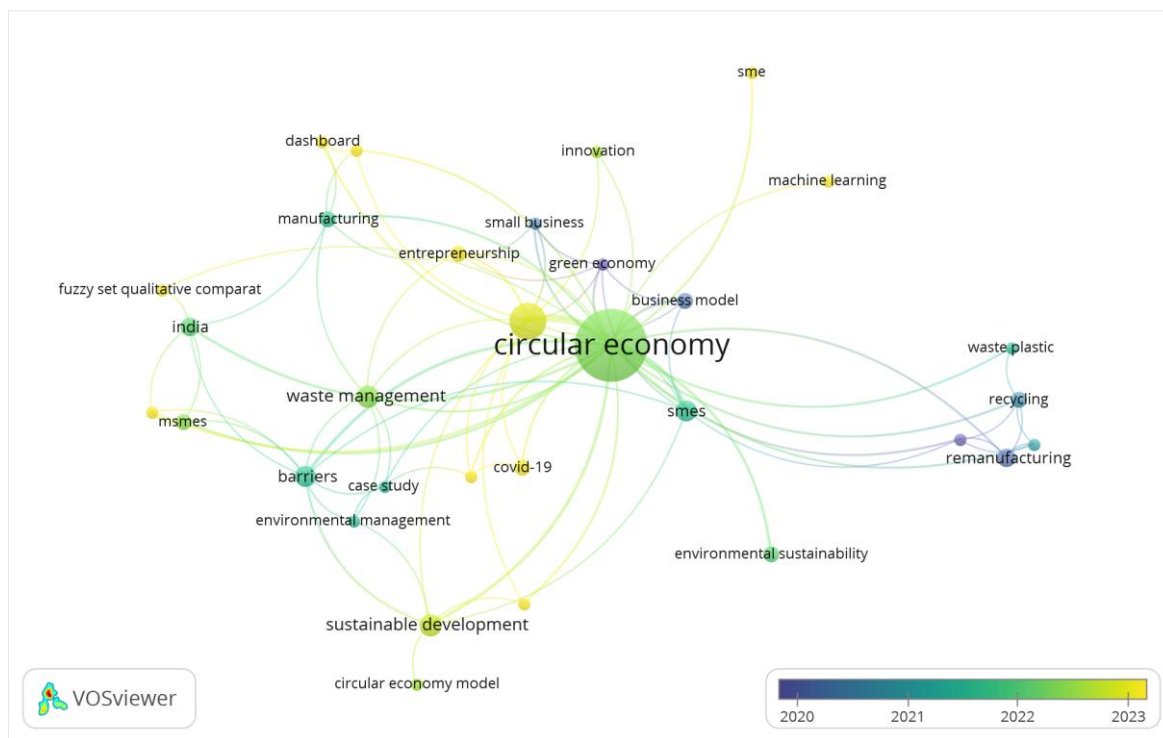 sme
dashboard
innovation
machine learning
manufacturing
small business
entrepreneurship
green economy
fuzzy set qualitative comparat
business model
india
circular economy
waste plastic
waste management
recycling
msmes
smes
remanufacturing
barriers
covid-19
case study
environmental management
environmental sustainability
sustainable development
circular economy model
VOSviewer
2020 2021 2022 2023